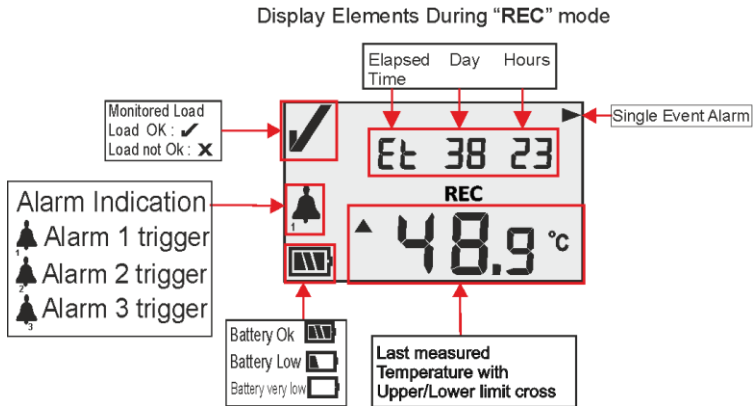 Display Elements During “REC” mode
Elapsed Day Hours
Time
Monitored Load
Load OK : ✔
Load not Ok : X
Single Event Alarm
Et 38 23
REC
48.9 °C
1
Alarm Indication
1 Alarm 1 trigger
2 Alarm 2 trigger
3 Alarm 3 trigger
Battery Ok
Battery Low
Battery very low
Last measured
Temperature with
Upper/Lower limit cross